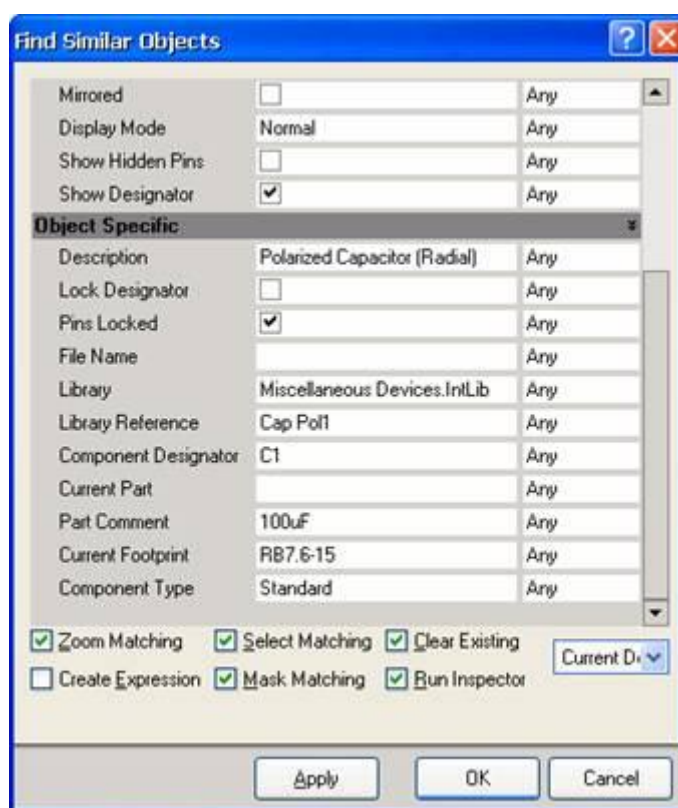 Find Similar Objects
Mirrored Any
Display Mode Normal Any
Show Hidden Pins Any
Show Designator Any
Object Specific
Description Polarized Capacitor (Radial) Any
Lock Designator Any
Pins Locked Any
File Name Any
Library Miscellaneous Devices.IntLib Any
Library Reference Cap Pol1 Any
Component Designator C1 Any
Current Part Any
Part Comment 100uF Any
Current Footprint RB7.6-15 Any
Component Type Standard Any
Zoom Matching Select Matching Clear Existing
Current D
Create Expression Mask Matching Run Inspector
Apply OK Cancel